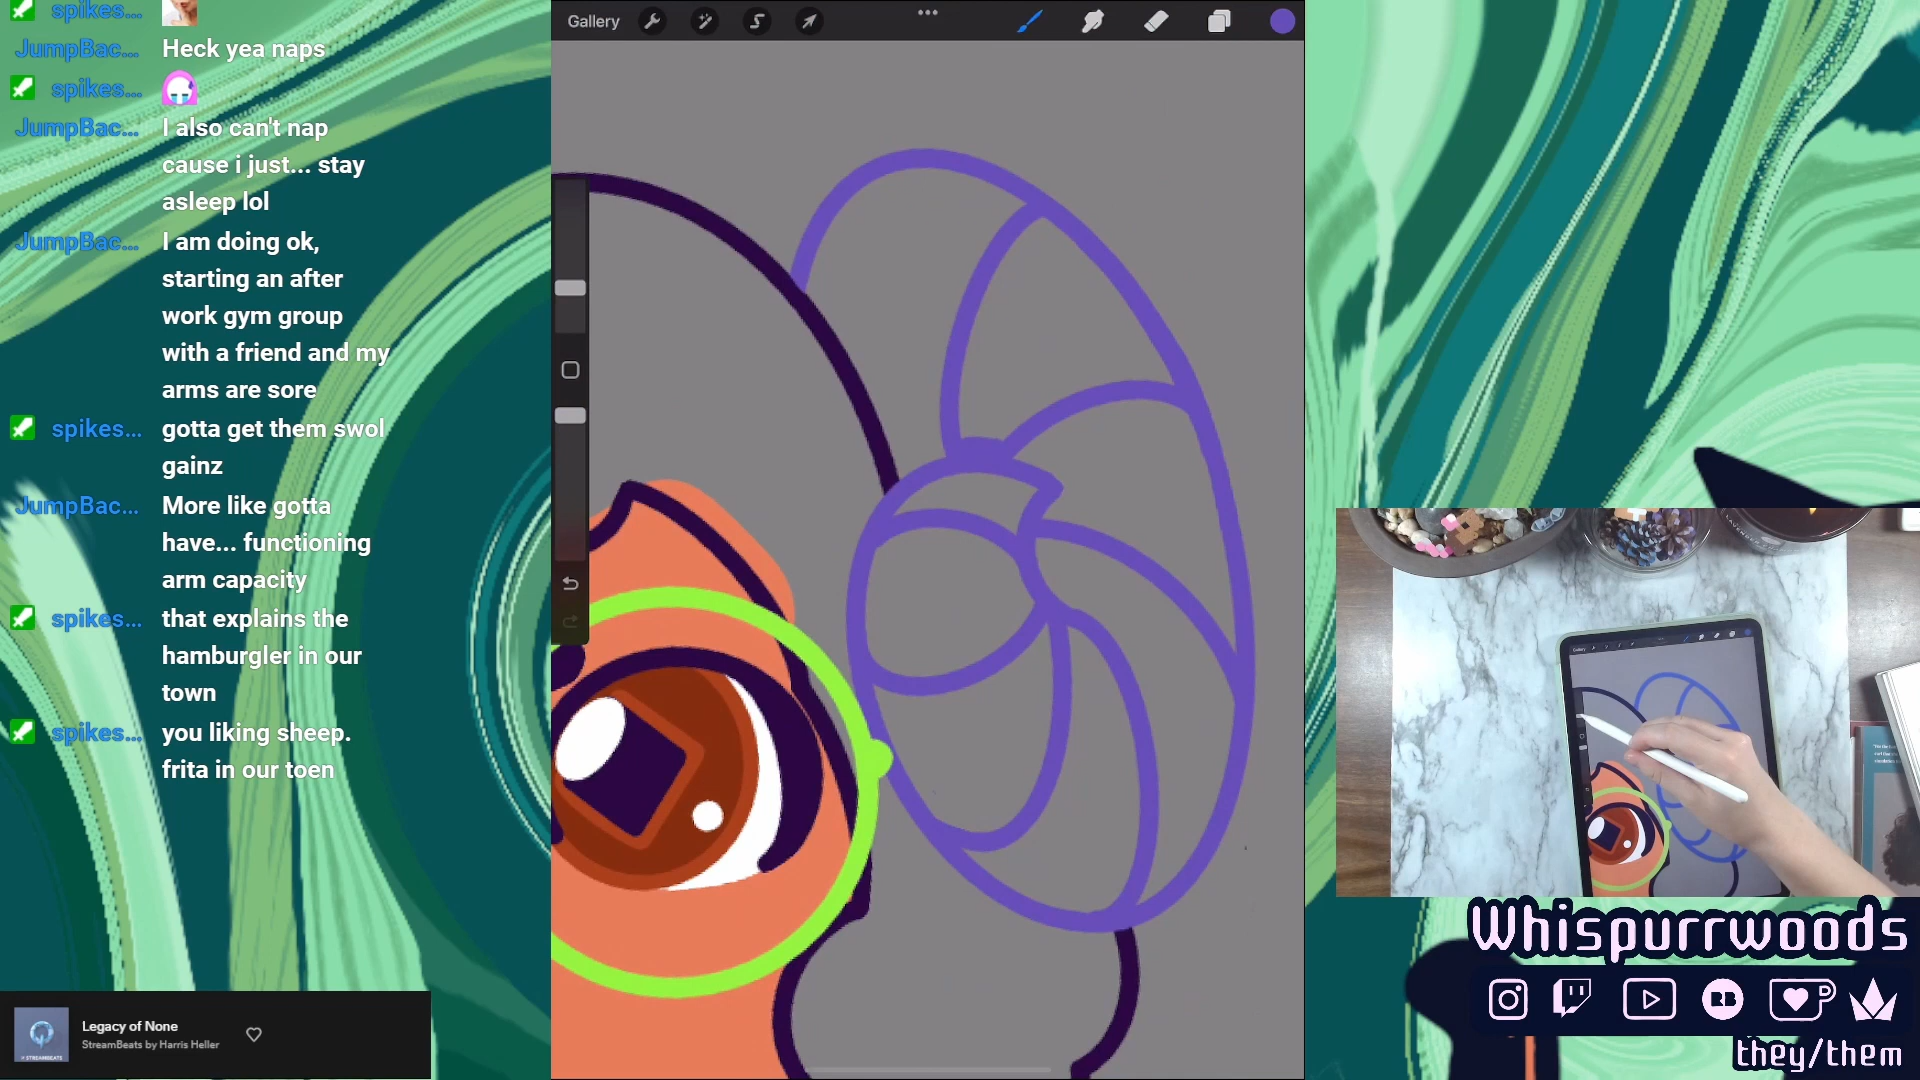 spikes...
JumpBac... Heck yea naps
spikes...
JumpBac... I also can't nap
cause i just... stay
asleep lol
JumpBac... I am doing ok,
starting an after
work gym group
with a friend and my
arms are sore
spikes... gotta get them swol
gainz
JumpBac... More like gotta
have... functioning
arm capacity
spikes... that explains the
hamburgler in our
town
spikes... you liking sheep.
frita in our toen
Legacy of None
StreamBeats by Harris Heller
Gallery
Whispurrwoods
RB
they/them